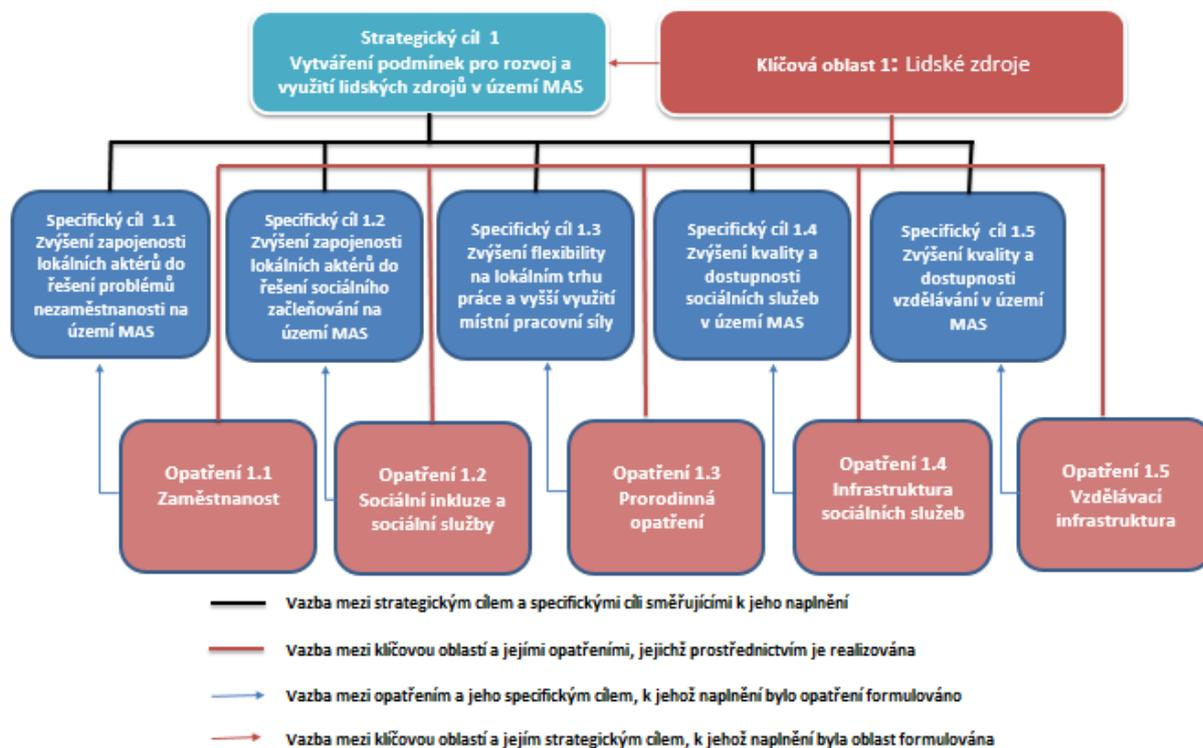 Strategický cíl 1
Vytváření podmínek pro rozvoj a
využití lidských zdrojů v území MAS
Klíčová oblast 1: Lidské zdroje
Specifický cíl 1.1
Zvýšení zapojenosti
lokálních aktérů do
řešení problémů
nezaměstnanosti na
území MAS
Specifický cíl 1.2
Zvýšení zapojenosti
lokálních aktérů do
řešení sociálního
začleňování na
území MAS
Specifický cíl 1.3
Zvýšení flexibility
na lokálním trhu
práce a vyšší využití
místní pracovní síly
Specifický cíl 1.4
Zvýšení kvality a
dostupnosti
sociálních služeb
v území MAS
Specifický cíl 1.5
Zvýšení kvality a
dostupnosti
vzdělávání v území
MAS
Opatření 1.1
Zaměstnanost
Opatření 1.2
Sociální inkluze a
sociální služby
Opatření 1.3
Prorodinná
opatření
Opatření 1.4
Infrastruktura
sociálních služeb
Opatření 1.5
Vzdělávací
infrastruktura
Vazba mezi strategickým cílem a specifickými cíli směřujícími k jeho naplnění
Vazba mezi klíčovou oblastí a jejími opatřeními, jejichž prostřednictvím je realizována
Vazba mezi opatřením a jeho specifickým cílem, k jehož naplnění bylo opatření formulováno
Vazba mezi klíčovou oblastí a jejím strategickým cílem, k jehož naplnění byla oblast formulována